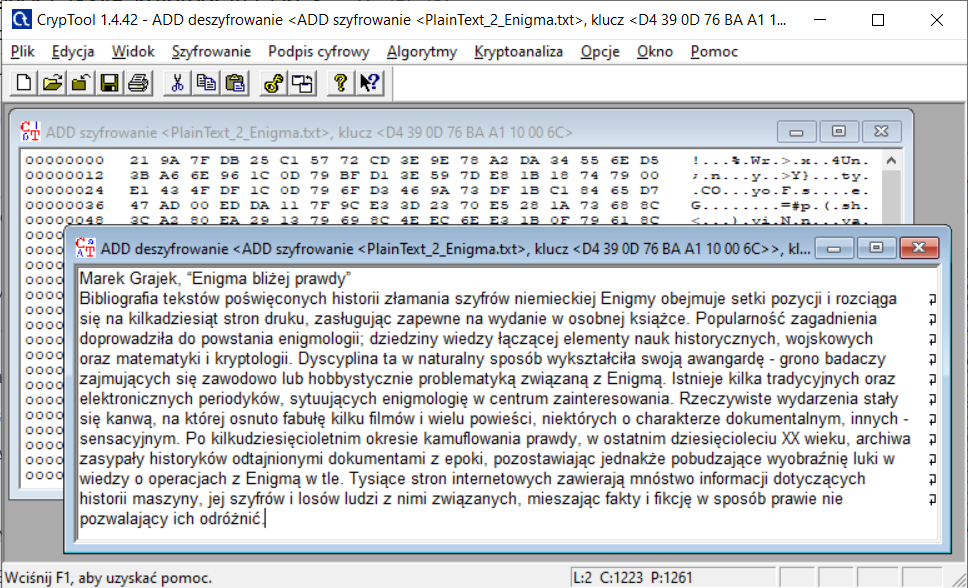 CrypTool 1.4.42 - ADD deszyfrowanie <ADD szyfrowanie <PlainText_2_Enigma.txt>, klucz <D4 39 0D 76 BA A1 1...
Plik Edycja Widok Szyfrowanie Podpis cyfrowy Algorytmy Kryptoanaliza Opcje Okno Pomoc
ADD szyfrowanie <PlainText_2_Enigma.txt>, klucz <D4 39 0D 76 BA A1 10 00 6C>
00000000 21 9A 7F DB 25 C1 57 72 CD 3E 9E 78 A2 DA 34 55 6E D5 !...%.Wr.>.x..4Un.
00000012 3B A6 6E 96 1C 0D 79 BF D1 3E 59 7D E8 1B 18 74 79 00 ;.n...y..>Y}...ty.
00000024 E1 43 4F DF 1C 0D 79 6F D3 46 9A 73 DF 1B C1 84 65 D7 .CO...yo.F.s....e.
00000036 47 AD 00 ED DA 11 7F 9C E3 3D 23 70 E5 28 1A 73 68 8C G........=#p.(.sh.
00000048 3C A2 80 EA 29 13 79 69 8C 4E EC 6E E3 1B 0F 79 61 8C <...).yi.N.n...ya.
ADD deszyfrowanie <ADD szyfrowanie <PlainText_2_Enigma.txt>, klucz <D4 39 0D 76 BA A1 10 00 6C>>, kl...
Marek Grajek, “Enigma bliżej prawdy”
Bibliografia tekstów poświęconych historii złamania szyfrów niemieckiej Enigmy obejmuje setki pozycji i rozciąga
się na kilkadziesiąt stron druku, zasługując zapewne na wydanie w osobnej książce. Popularność zagadnienia
doprowadziła do powstania enigmologii; dziedziny wiedzy łączącej elementy nauk historycznych, wojskowych
oraz matematyki i kryptologii. Dyscyplina ta w naturalny sposób wykształciła swoją awangardę - grono badaczy
zajmujących się zawodowo lub hobbystycznie problematyką związaną z Enigmą. Istnieje kilka tradycyjnych oraz
elektronicznych periodyków, sytuujących enigmologię w centrum zainteresowania. Rzeczywiste wydarzenia stały
się kanwą, na której osnuto fabułę kilku filmów i wielu powieści, niektórych o charakterze dokumentalnym, innych -
sensacyjnym. Po kilkudziesięcioletnim okresie kamuflowania prawdy, w ostatnim dziesięcioleciu XX wieku, archiwa
zasypały historyków odtajnionymi dokumentami z epoki, pozostawiając jednakże pobudzające wyobraźnię luki w
wiedzy o operacjach z Enigmą w tle. Tysiące stron internetowych zawierają mnóstwo informacji dotyczących
historii maszyny, jej szyfrów i losów ludzi z nimi związanych, mieszając fakty i fikcję w sposób prawie nie
pozwalający ich odróżnić.
Wciśnij F1, aby uzyskać pomoc.
L:2 C:1223 P:1261